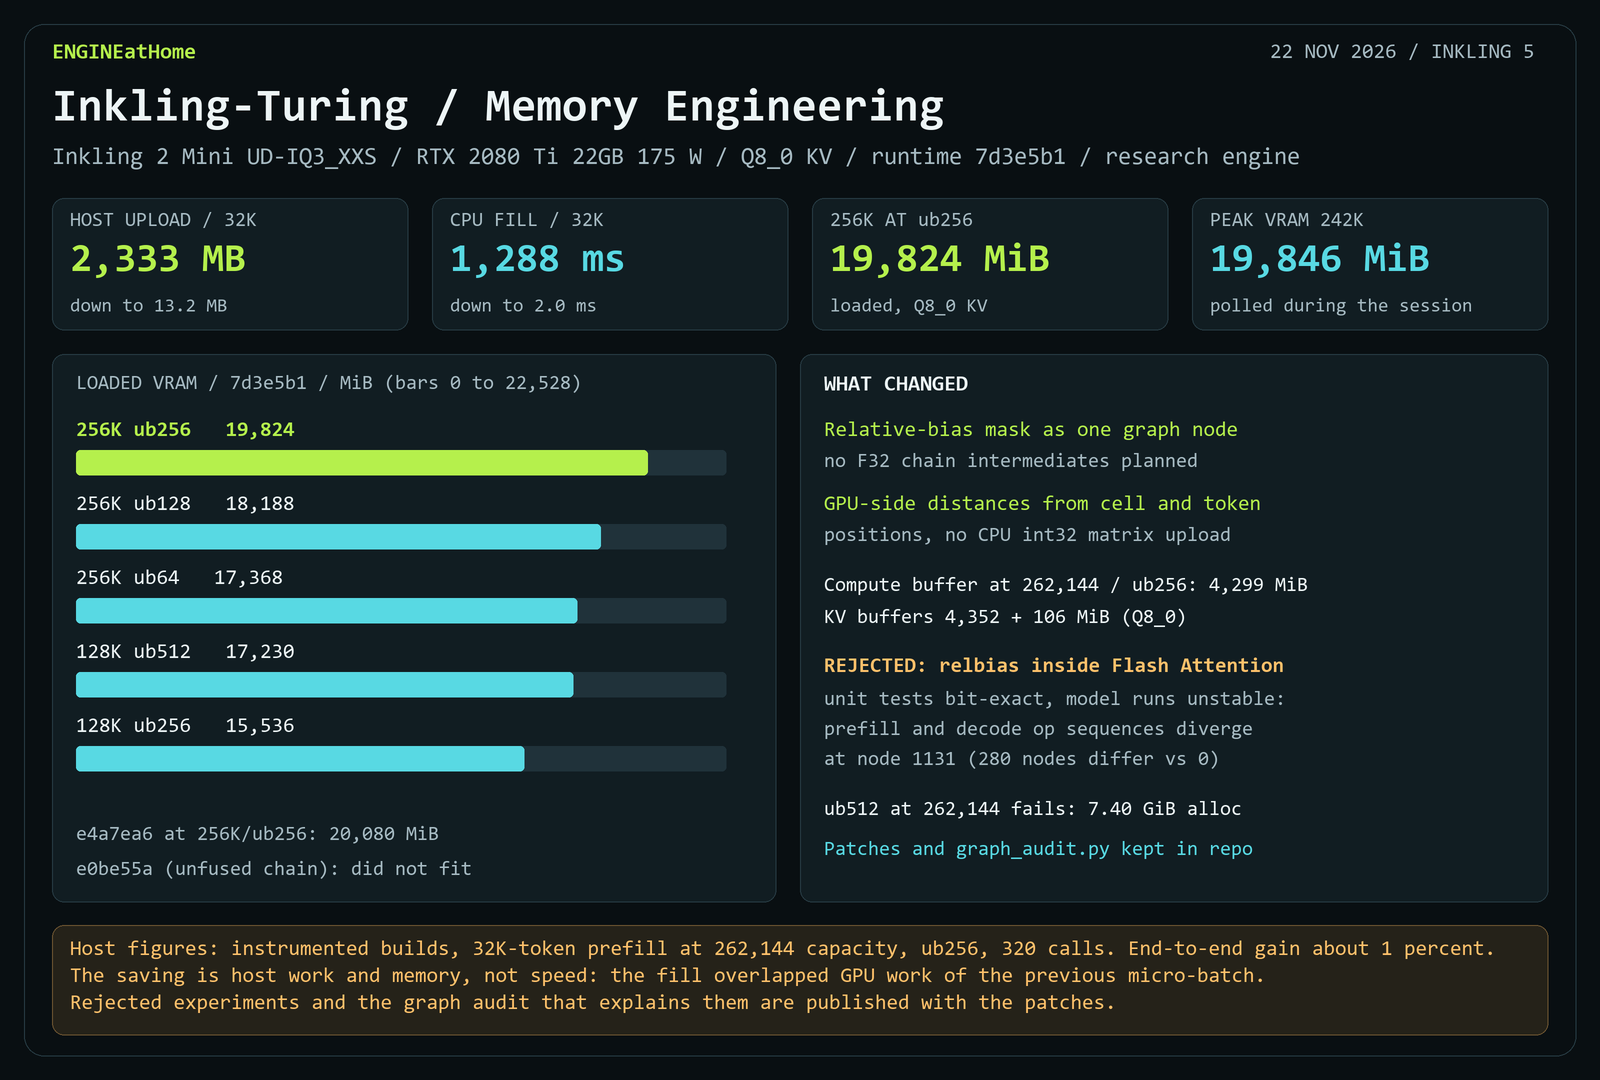 ENGINEatHome
22 NOV 2026 / INKLING 5
Inkling-Turing / Memory Engineering
Inkling 2 Mini UD-IQ3_XXS / RTX 2080 Ti 22GB 175 W / Q8_0 KV / runtime 7d3e5b1 / research engine
HOST UPLOAD / 32K
2,333 MB
down to 13.2 MB
CPU FILL / 32K
1,288 ms
down to 2.0 ms
256K AT ub256
19,824 MiB
loaded, Q8_0 KV
PEAK VRAM 242K
19,846 MiB
polled during the session
LOADED VRAM / 7d3e5b1 / MiB (bars 0 to 22,528)
256K ub256 19,824
256K ub128 18,188
256K ub64 17,368
128K ub512 17,230
128K ub256 15,536
e4a7ea6 at 256K/ub256: 20,080 MiB
e0be55a (unfused chain): did not fit
WHAT CHANGED
Relative-bias mask as one graph node
no F32 chain intermediates planned
GPU-side distances from cell and token
positions, no CPU int32 matrix upload
Compute buffer at 262,144 / ub256: 4,299 MiB
KV buffers 4,352 + 106 MiB (Q8_0)
REJECTED: relbias inside Flash Attention
unit tests bit-exact, model runs unstable:
prefill and decode op sequences diverge
at node 1131 (280 nodes differ vs 0)
ub512 at 262,144 fails: 7.40 GiB alloc
Patches and graph_audit.py kept in repo
Host figures: instrumented builds, 32K-token prefill at 262,144 capacity, ub256, 320 calls. End-to-end gain about 1 percent.
The saving is host work and memory, not speed: the fill overlapped GPU work of the previous micro-batch.
Rejected experiments and the graph audit that explains them are published with the patches.